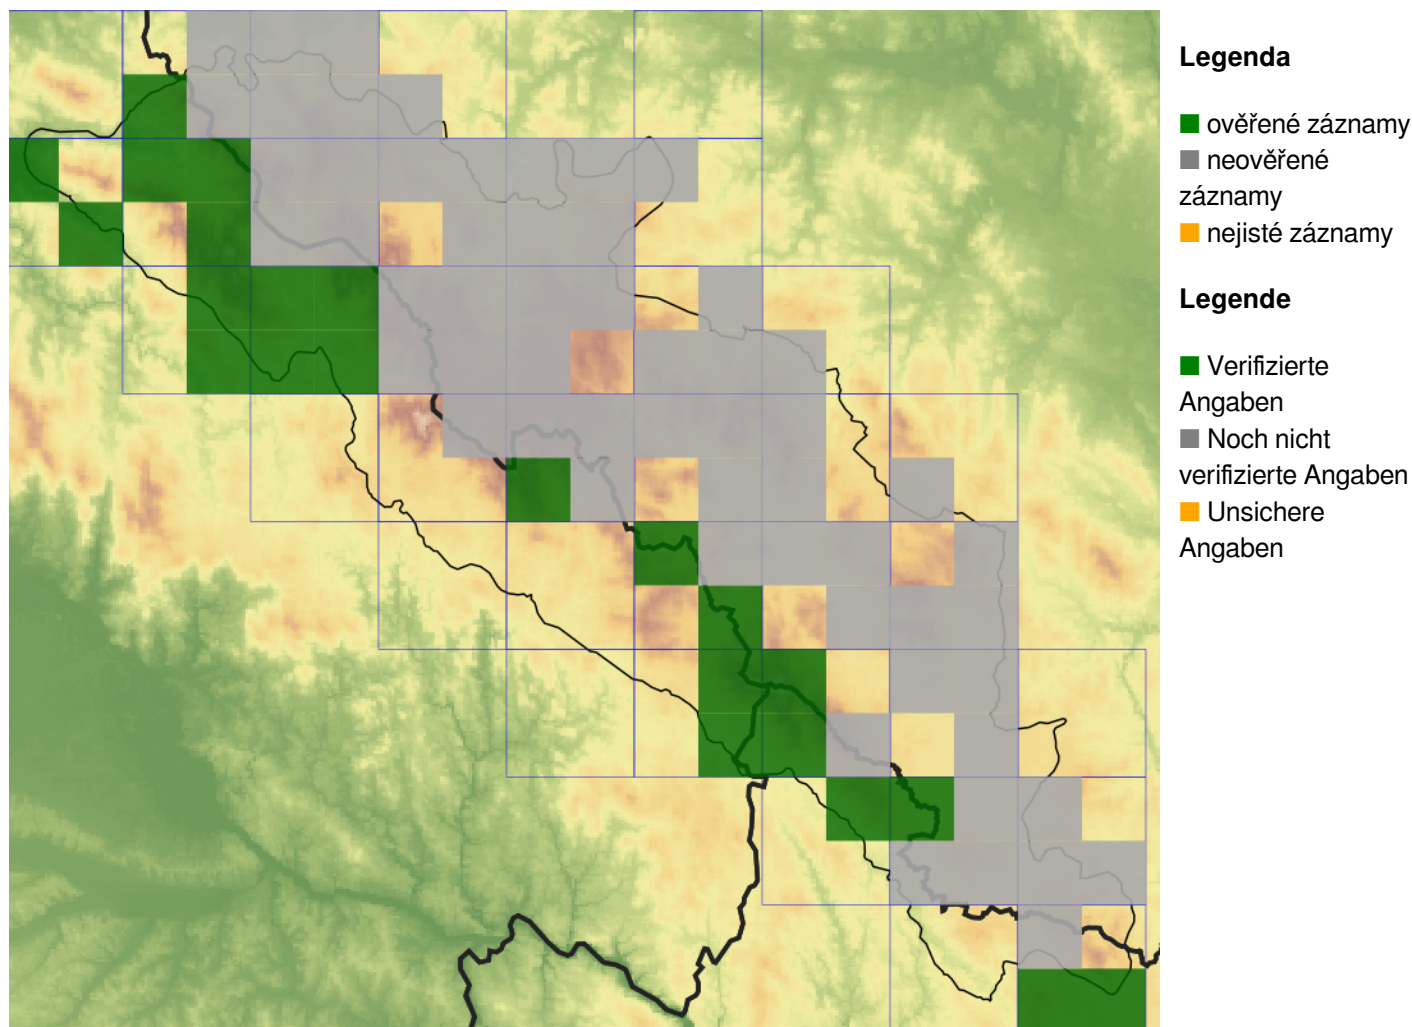 Legenda
ověřené záznamy
neověřené
záznamy
nejisté záznamy
Legende
Verifizierte
Angaben
Noch nicht
verifizierte Angaben
Unsichere
Angaben